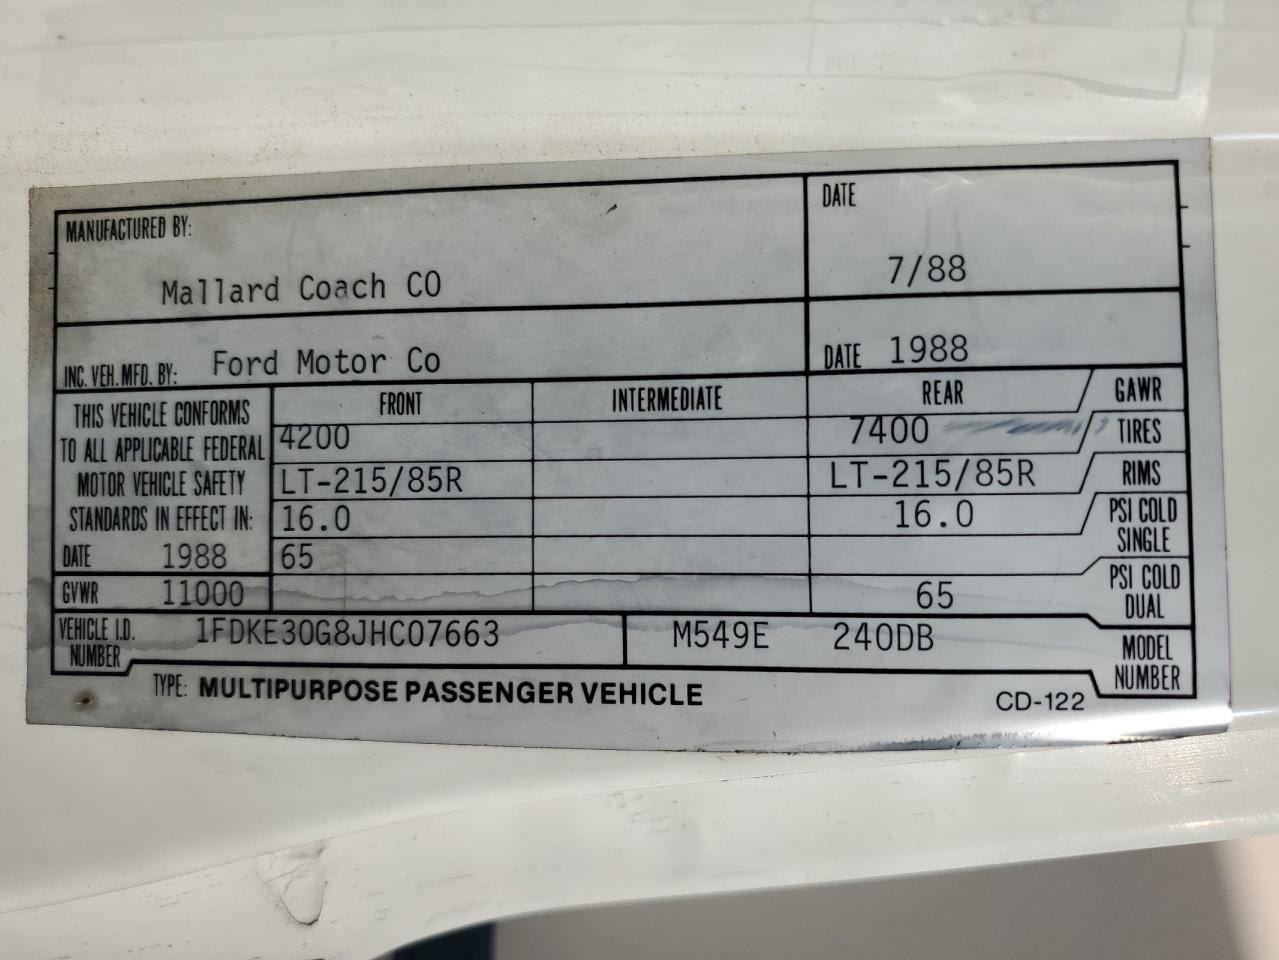 MANUFACTURED BY:
Mallard Coach CO
DATE
7/88
INC. VEH. MFD. BY: Ford Motor Co
DATE 1988
THIS VEHICLE CONFORMS
TO ALL APPLICABLE FEDERAL
MOTOR VEHICLE SAFETY
STANDARDS IN EFFECT IN:
DATE 1988
GVWR 11000
FRONT INTERMEDIATE REAR GAWR
4200 7400 TIRES
LT-215/85R LT-215/85R RIMS
16.0 16.0 PSI COLD
SINGLE
65
65 PSI COLD
DUAL
VEHICLE I.D.
NUMBER
1FDKE30G8JHC07663 M549E 240DB
MODEL
NUMBER
TYPE: MULTIPURPOSE PASSENGER VEHICLE CD-122